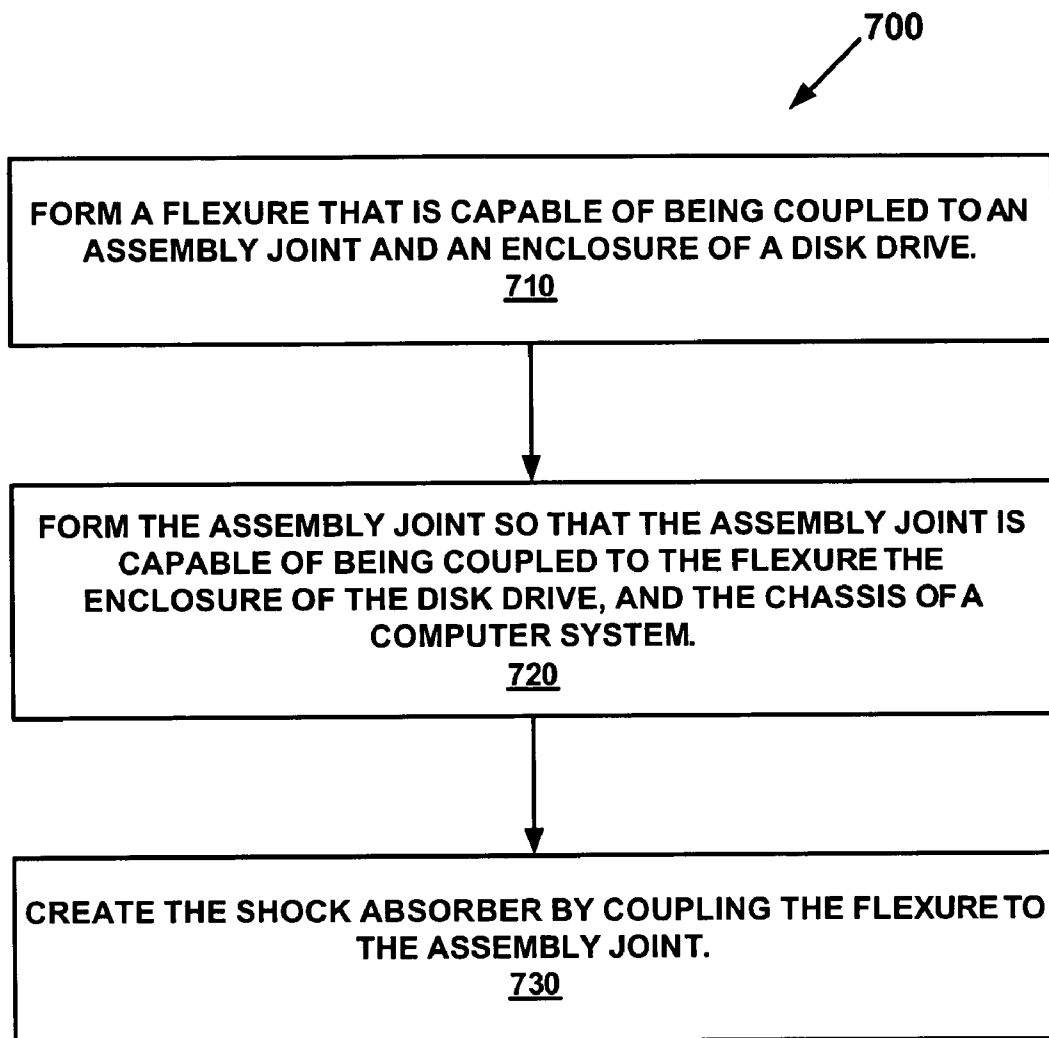 700
FORM A FLEXURE THAT IS CAPABLE OF BEING COUPLED TO AN
ASSEMBLY JOINT AND AN ENCLOSURE OF A DISK DRIVE.
710
FORM THE ASSEMBLY JOINT SO THAT THE ASSEMBLY JOINT IS
CAPABLE OF BEING COUPLED TO THE FLEXURE THE
ENCLOSURE OF THE DISK DRIVE, AND THE CHASSIS OF A
COMPUTER SYSTEM.
720
CREATE THE SHOCK ABSORBER BY COUPLING THE FLEXURE TO
THE ASSEMBLY JOINT.
730